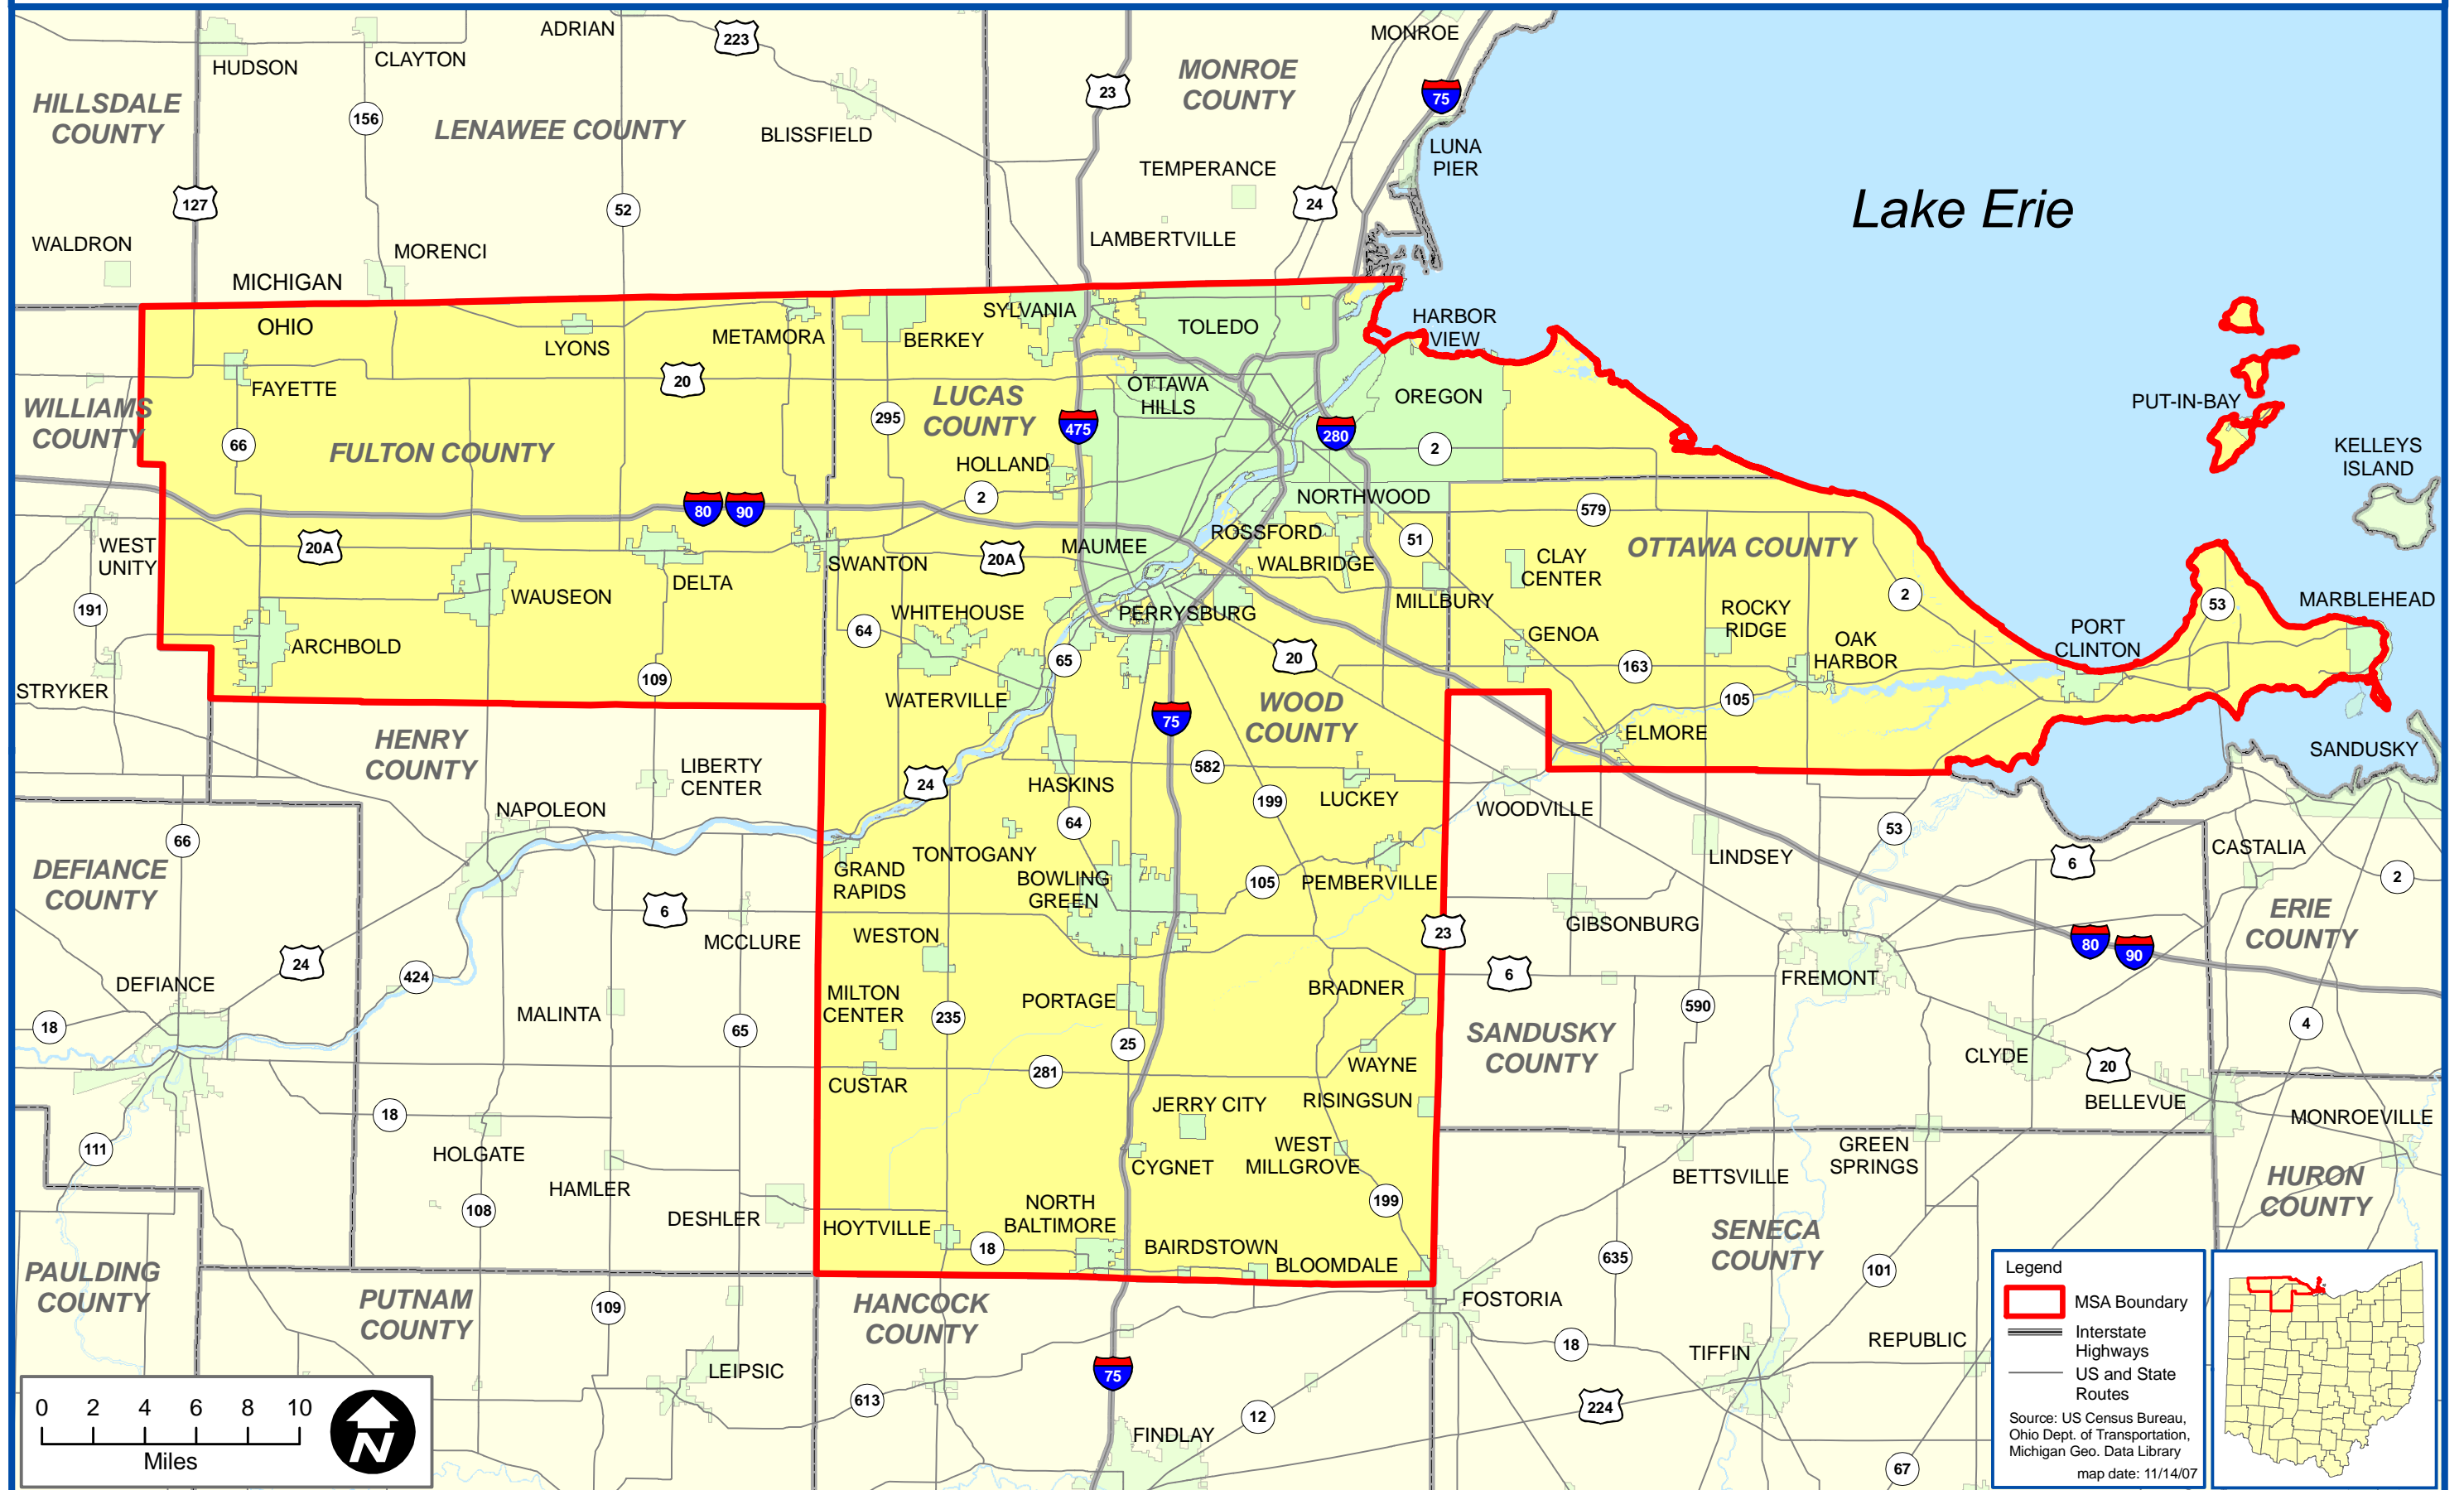 ADRIAN
223
MONROE
HUDSON
CLAYTON
HILLSDALE
COUNTY
156
LENAWEE COUNTY
BLISSFIELD
23
MONROE
COUNTY
75
LUNA
PIER
TEMPERANCE
127
52
24
Lake Erie
WALDRON
MORENCI
LAMBERTVILLE
MICHIGAN
OHIO
LYONS
METAMORA
BERKEY
SYLVANIA
TOLEDO
HARBOR
VIEW
FAYETTE
20
OTTAWA
HILLS
OREGON
PUT-IN-BAY
WILLIAMS
COUNTY
66
FULTON COUNTY
295
LUCAS
COUNTY
475
280
2
KELLEYS
ISLAND
HOLLAND
2
NORTHWOOD
80
90
579
WEST
UNITY
20A
SWANTON
20A
MAUMEE
ROSSFORD
WALBRIDGE
51
CLAY
CENTER
OTTAWA COUNTY
191
WAUSEON
DELTA
WHITEHOUSE
PERRYSBURG
MILLBURY
2
53
MARBLEHEAD
ARCHBOLD
64
65
20
GENOA
ROCKY
RIDGE
OAK
HARBOR
PORT
CLINTON
STRYKER
109
WATERVILLE
75
WOOD
COUNTY
163
105
HENRY
COUNTY
LIBERTY
CENTER
24
HASKINS
582
199
LUCKEY
ELMORE
SANDUSKY
NAPOLEON
WOODVILLE
66
64
53
DEFIANCE
COUNTY
GRAND
RAPIDS
TONTOGANY
BOWLING
GREEN
105
PEMBERVILLE
LINDSEY
6
CASTALIA
2
6
MCCLURE
WESTON
23
GIBSONBURG
ERIE
COUNTY
24
424
DEFIANCE
6
FREMONT
80
90
18
MALINTA
65
MILTON
CENTER
235
PORTAGE
25
BRADNER
590
4
SANDUSKY
COUNTY
CLYDE
20
281
CUSTAR
WAYNE
18
JERRY CITY
RISINGSUN
BELLEVUE
MONROEVILLE
111
HOLGATE
CYGNET
WEST
MILLGROVE
BETTSVILLE
GREEN
SPRINGS
HURON
COUNTY
108
HAMLER
DESHLER
HOYTVILLE
NORTH
BALTIMORE
199
18
BAIRDSTOWN
BLOOMDALE
635
SENECA
COUNTY
101
PAULDING
COUNTY
PUTNAM
COUNTY
109
HANCOCK
COUNTY
FOSTORIA
LEIPSIC
75
18
TIFFIN
REPUBLIC
613
12
FINDLAY
224
67
0 2 4 6 8 10
Miles
N
Legend
MSA Boundary
Interstate
Highways
US and State
Routes
Source: US Census Bureau,
Ohio Dept. of Transportation,
Michigan Geo. Data Library
map date: 11/14/07